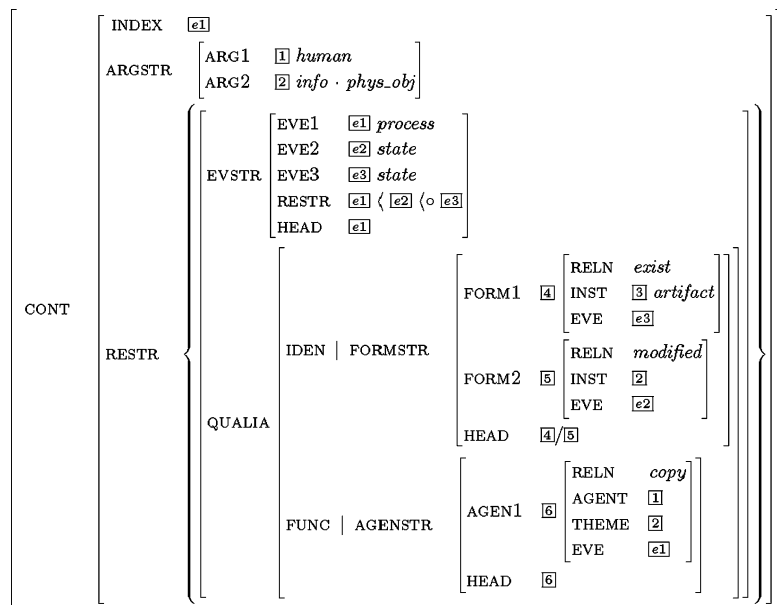 INDEX e1
ARGSTR
ARG1 1 human
ARG2 2 info · phys_obj
EVE1 e1 process
EVE2 e2 state
EVSTR EVE3 e3 state
RESTR e1 ⟨ e2 ⟨∘ e3
HEAD e1
RELN exist
CONT FORM1 4 INST 3 artifact
EVE e3
RESTR IDEN | FORMSTR
RELN modified
FORM2 5 INST 2
EVE e2
QUALIA
HEAD 4/5
RELN copy
AGEN1 6 AGENT 1
FUNC | AGENSTR THEME 2
EVE e1
HEAD 6